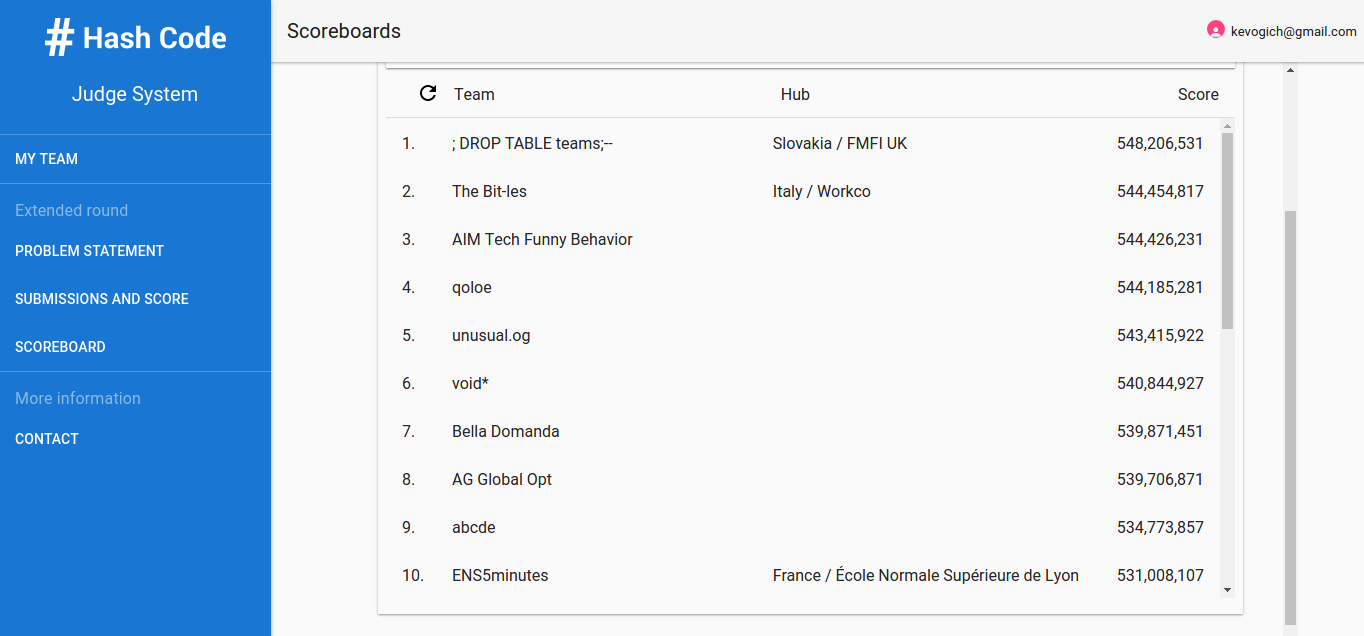 # Hash Code
Judge System
MY TEAM
Extended round
PROBLEM STATEMENT
SUBMISSIONS AND SCORE
SCOREBOARD
More information
CONTACT
Scoreboards
kevogich@gmail.com
Team Hub Score
1. ; DROP TABLE teams;-- Slovakia / FMFI UK 548,206,531
2. The Bit-les Italy / Workco 544,454,817
3. AIM Tech Funny Behavior 544,426,231
4. qoloe 544,185,281
5. unusual.og 543,415,922
6. void* 540,844,927
7. Bella Domanda 539,871,451
8. AG Global Opt 539,706,871
9. abcde 534,773,857
10. ENS5minutes France / École Normale Supérieure de Lyon 531,008,107